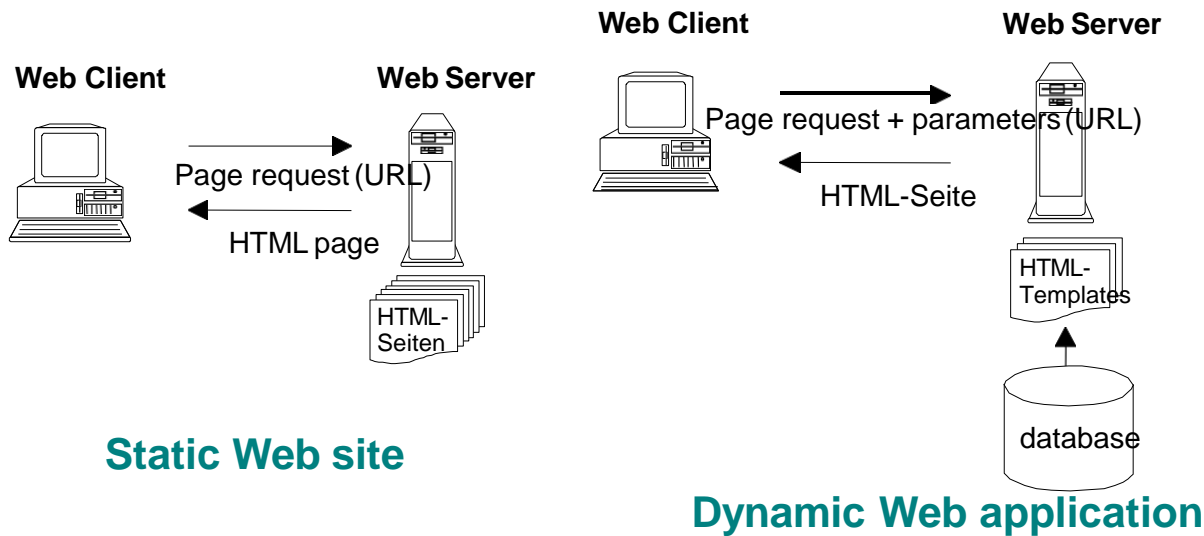 Web Client
Web Server
Page request (URL)
HTML page
HTML-
Seiten
Static Web site
Web Client
Web Server
Page request + parameters (URL)
HTML-Seite
HTML-
Templates
database
Dynamic Web application